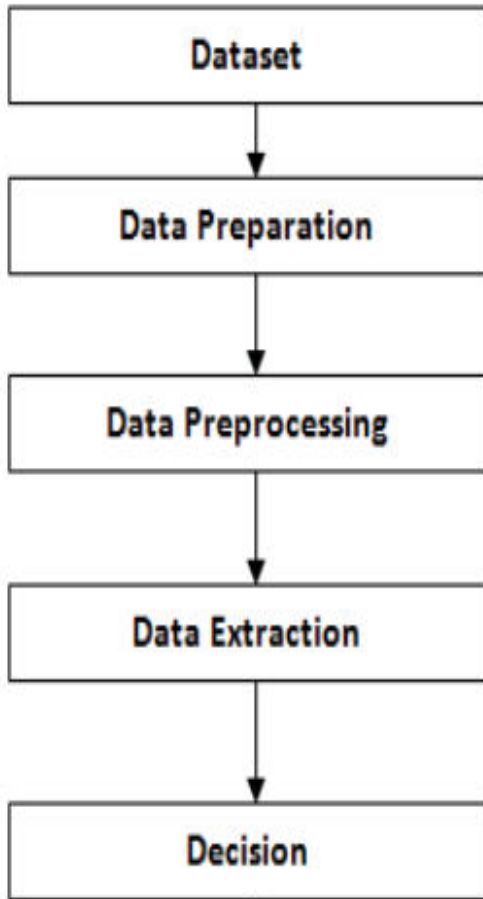 Dataset
Data Preparation
Data Preprocessing
Data Extraction
Decision